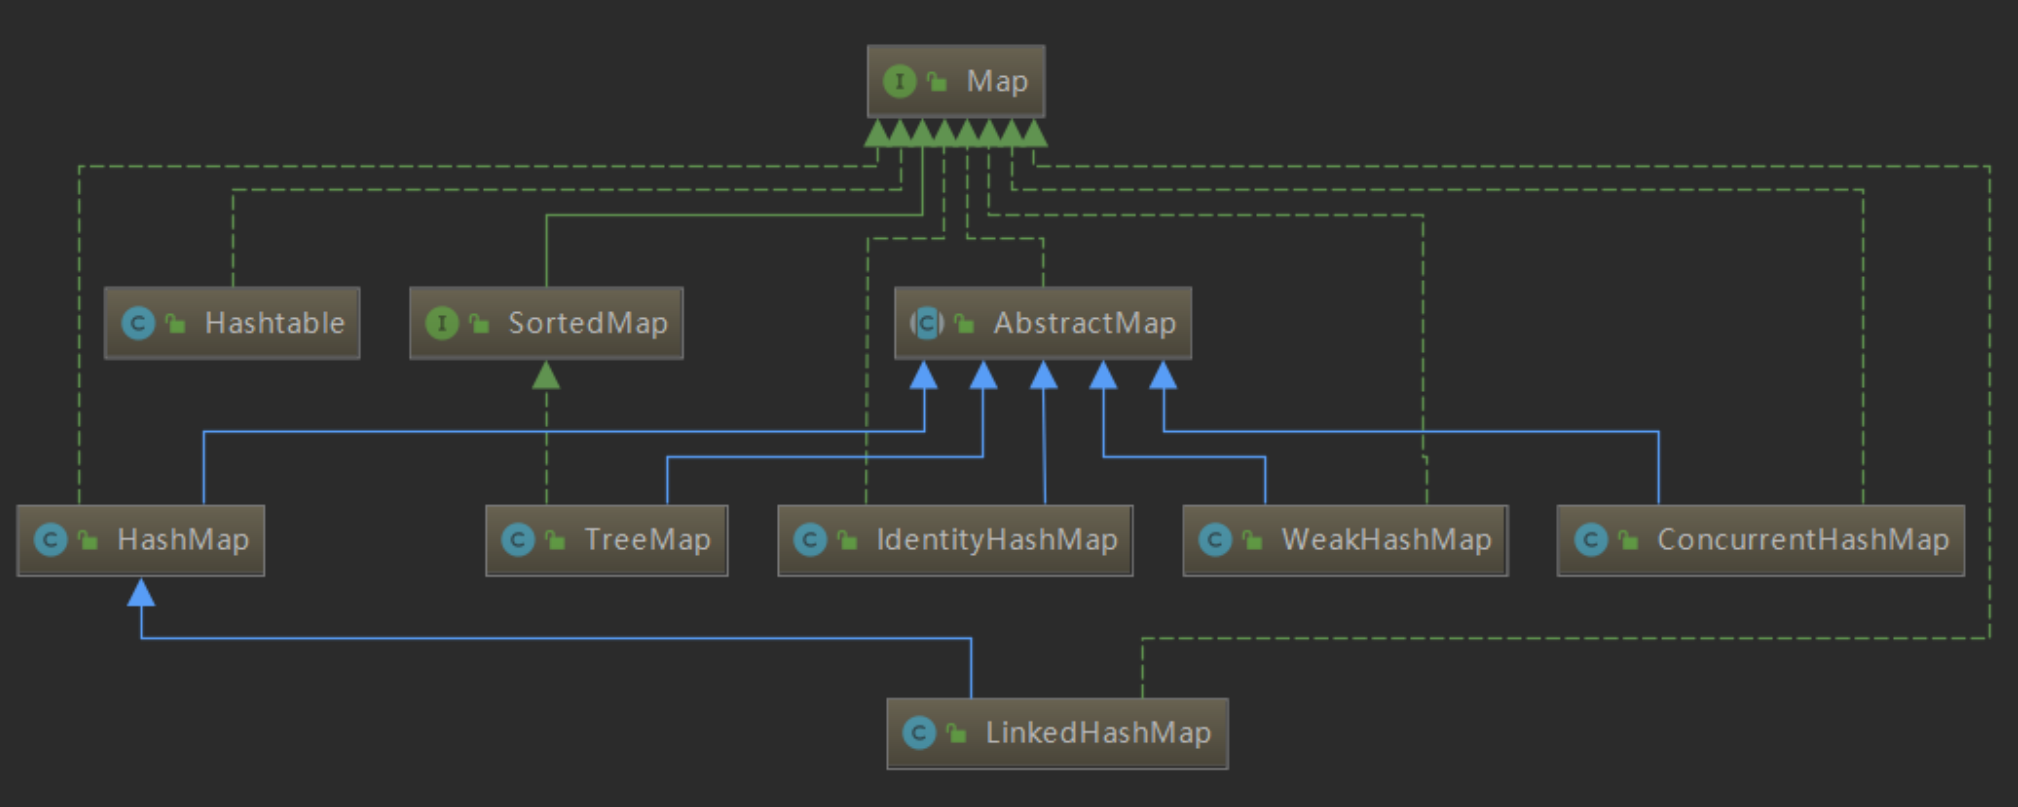 I Map
C Hashtable
I SortedMap
C AbstractMap
C HashMap
C TreeMap
C IdentityHashMap
C WeakHashMap
C ConcurrentHashMap
C LinkedHashMap